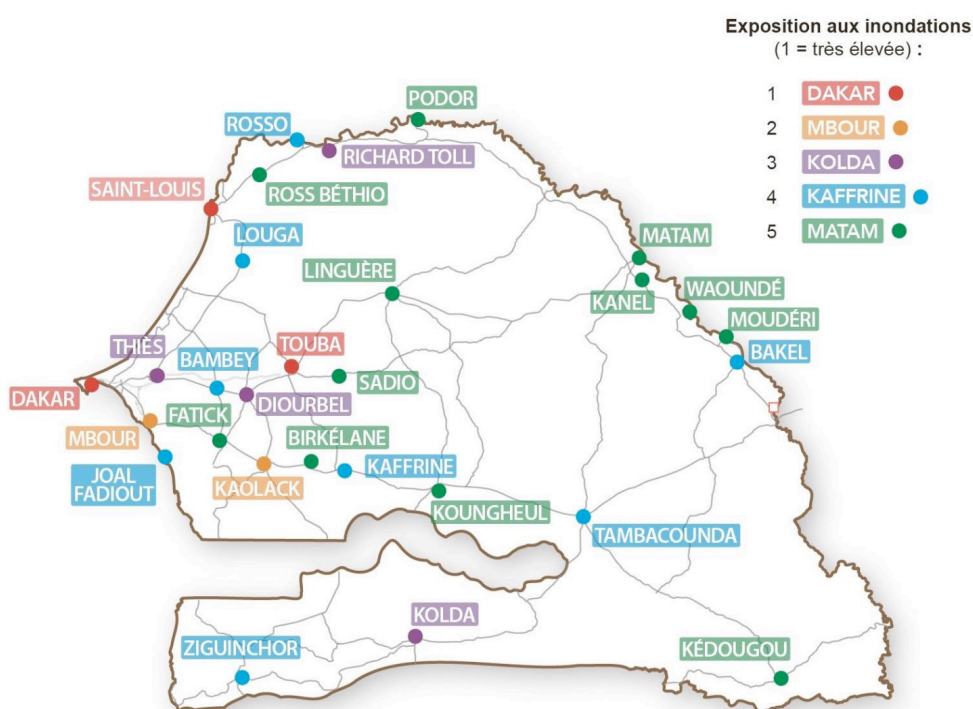 Exposition aux inondations
(1 = très élevée) :
1 DAKAR
2 MBOUR
3 KOLDA
4 KAFFRINE
5 MATAM
PODOR
ROSSO
RICHARD TOLL
SAINT-LOUIS
ROSS BÉTHIO
LOUGA
MATAM
LINGUÈRE
KANEL
WAOUNDÉ
MOUDÉRI
THIÈS
BAMBEY
TOUBA
BAKEL
DAKAR
SADIO
FATICK
DIOURBEL
MBOUR
BIRKÉLANE
KAFFRINE
JOAL
FADIOUT
KAOLACK
KOUNGHEUL
TAMBACOUNDA
KOLDA
ZIGUINCHOR
KÉDOUGOU